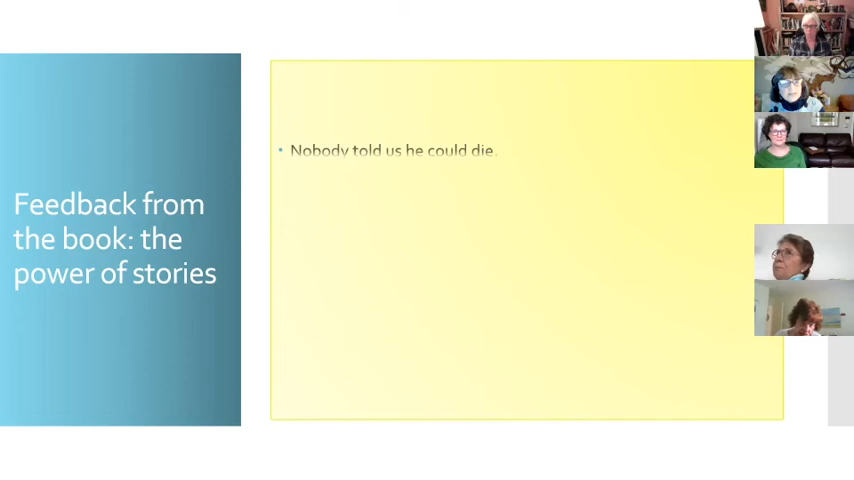 Feedback from
the book: the
power of stories
• Nobody told us he could die.